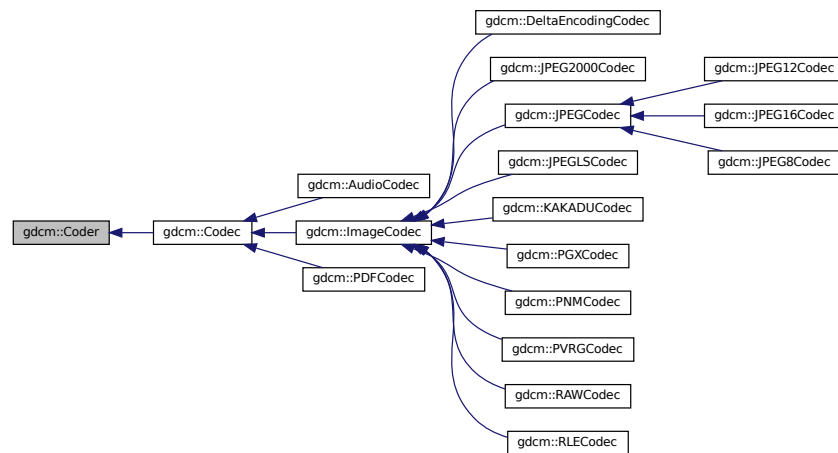 gdcm::DeltaEncodingCodec
gdcm::JPEG2000Codec
gdcm::JPEG12Codec
gdcm::JPEGCodec
gdcm::JPEG16Codec
gdcm::JPEG8Codec
gdcm::JPEGLSCodec
gdcm::AudioCodec
gdcm::KAKADUCodec
gdcm::Coder
gdcm::Codec
gdcm::ImageCodec
gdcm::PGXCodec
gdcm::PDFCodec
gdcm::PNMCodec
gdcm::PVRGCodec
gdcm::RAWCodec
gdcm::RLECodec